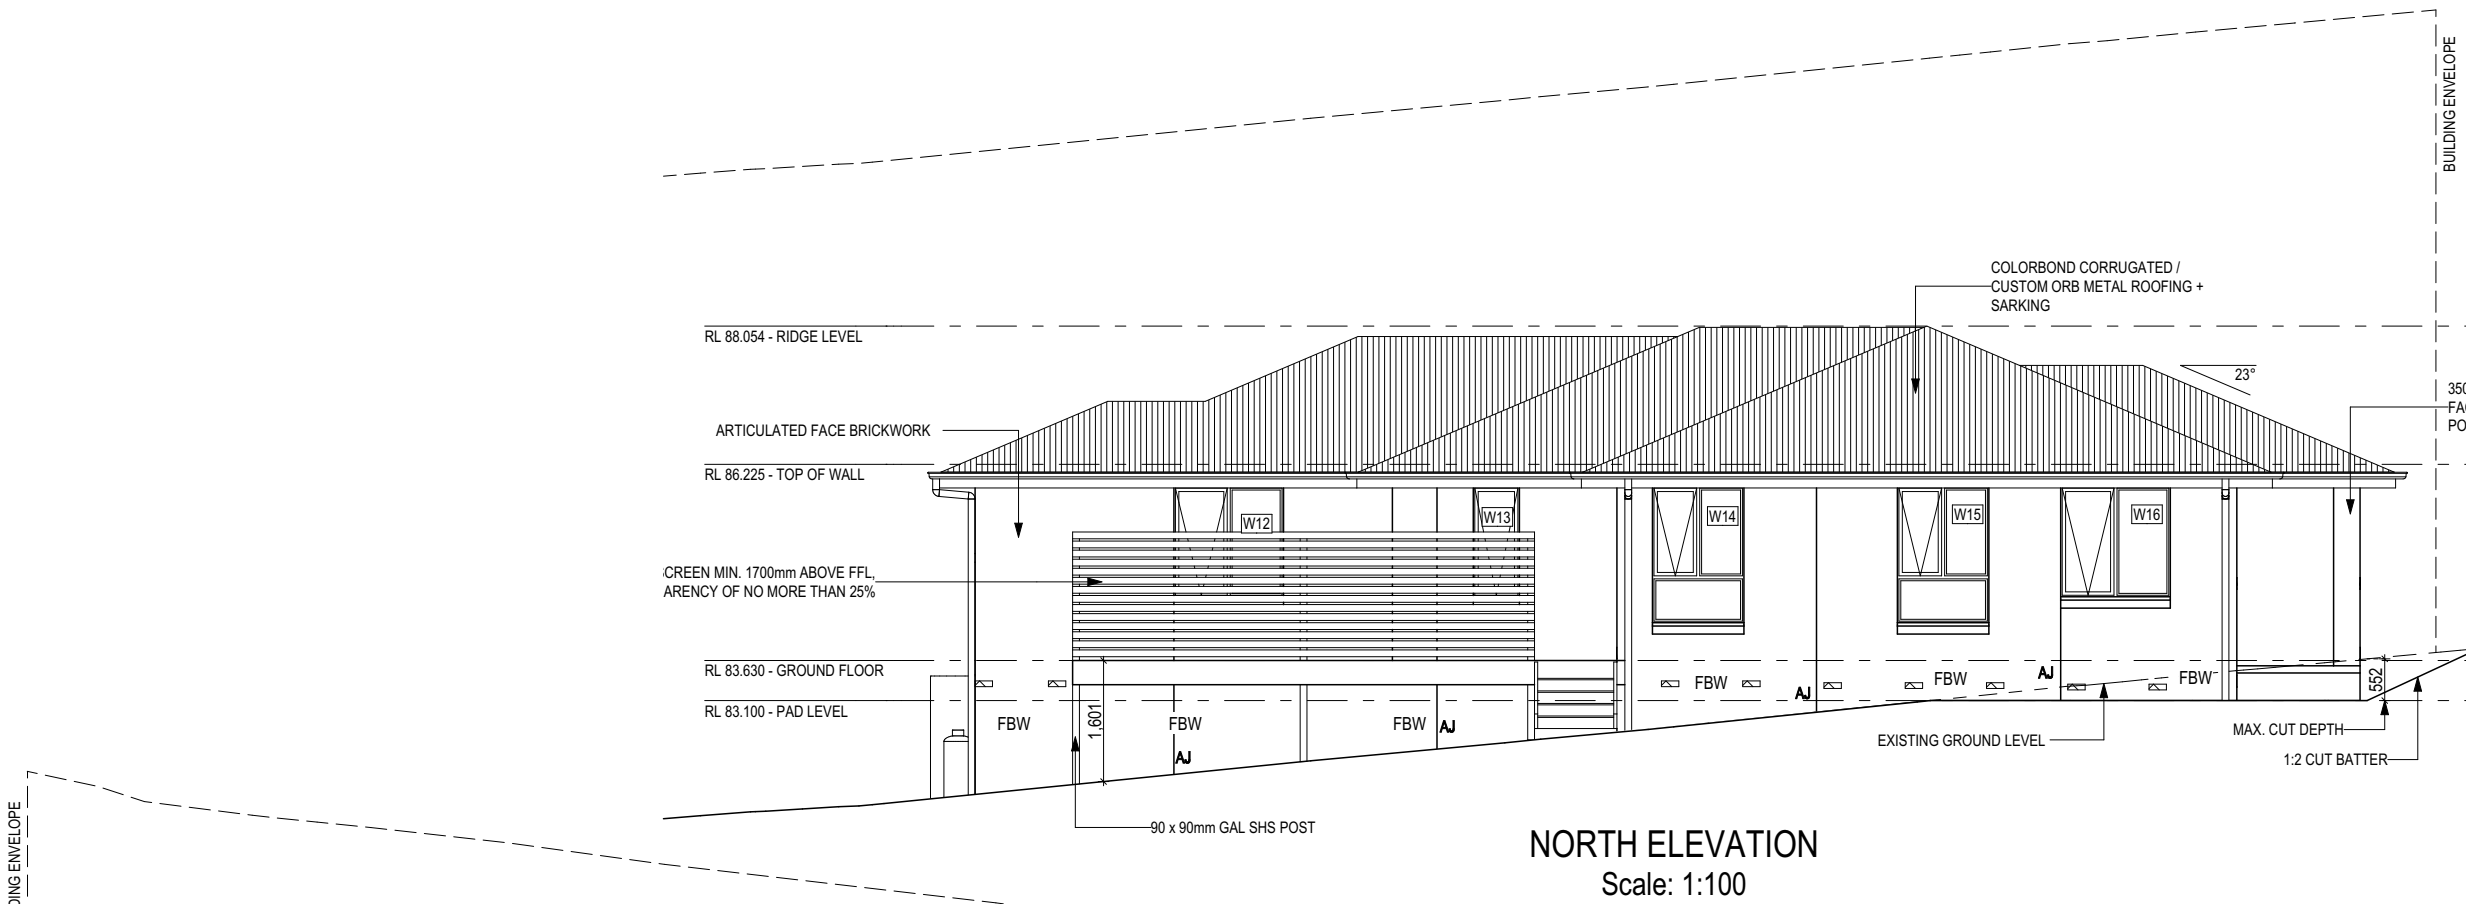 BUILDING ENVELOPE
COLORBOND CORRUGATED /
CUSTOM ORB METAL ROOFING +
SARKING
RL 88.054 - RIDGE LEVEL
23°
350
ARTICULATED FACE BRICKWORK
RL 86.225 - TOP OF WALL
W12
W13
W14
W15
W16
MIN. 1700mm ABOVE FFL,
OF NO MORE THAN 25%
RL 83.630 - GROUND FLOOR
RL 83.100 - PAD LEVEL
FBW
FBW
FBW
FBW
FBW
FBW
AJ
AJ
AJ
AJ
1,601
552
EXISTING GROUND LEVEL
MAX. CUT DEPTH
1:2 CUT BATTER
90 x 90mm GAL SHS POST
NORTH ELEVATION
Scale: 1:100
ENVELOPE